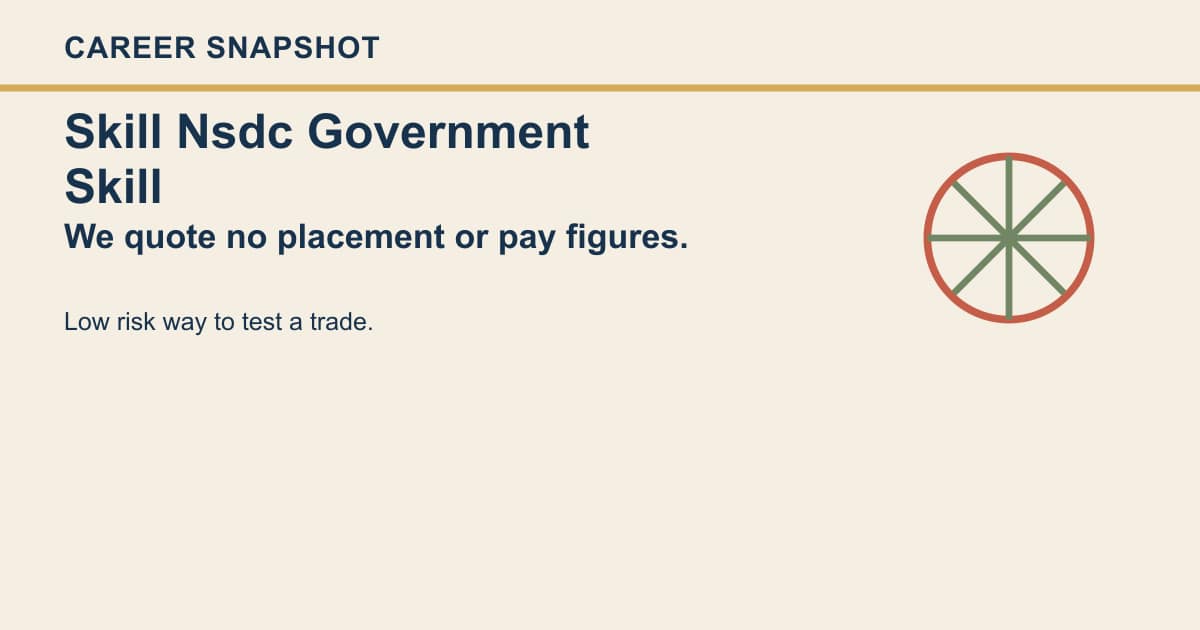 CAREER SNAPSHOT
Skill Nsdc Government
Skill
We quote no placement or pay figures.
Low risk way to test a trade.